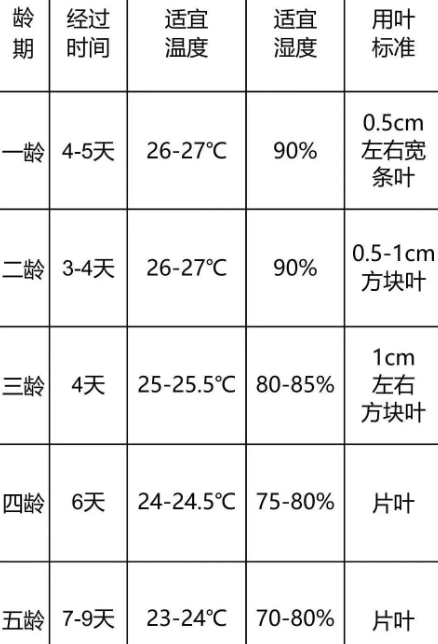 龄期 经过时间 适宜温度 适宜湿度 用叶标准
一龄 4-5天 26-27℃ 90% 0.5cm左右宽条叶
二龄 3-4天 26-27℃ 90% 0.5-1cm方块叶
三龄 4天 25-25.5℃ 80-85% 1cm左右方块叶
四龄 6天 24-24.5℃ 75-80% 片叶
五龄 7-9天 23-24℃ 70-80% 片叶